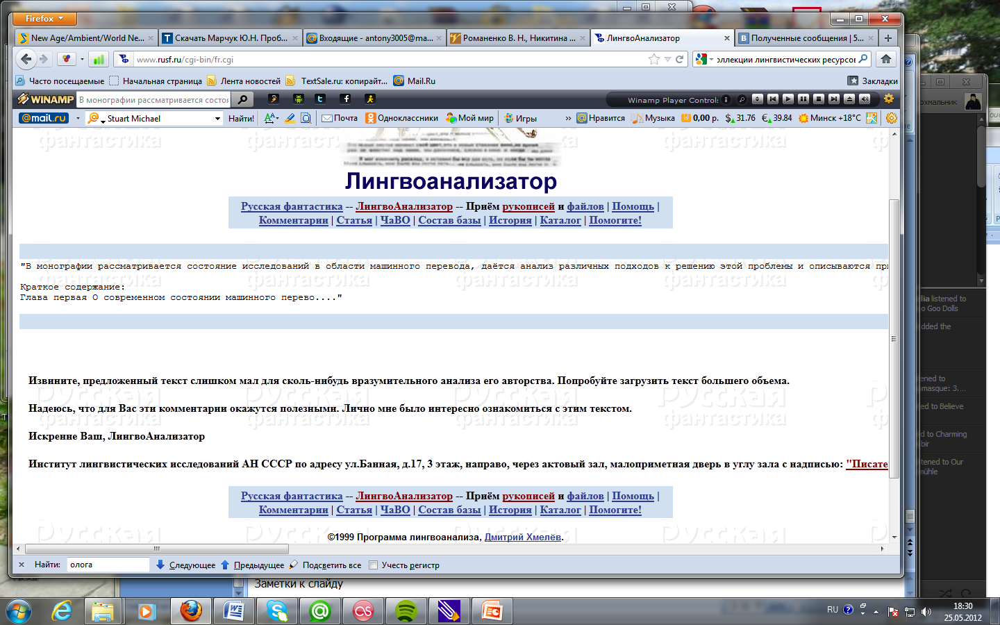 Firefox
New Age/Ambient/World Ne...
Скачать Марчук Ю.Н. Проб...
Входящие - antony3005@ma...
Романенко В. Н., Никитина ...
ЛингвоАнализатор
Полученные сообщения | 5...
www.rusf.ru/cgi-bin/fr.cgi
оллекции лингвистических ресурсов
Часто посещаемые
Начальная страница
Лента новостей
TextSale.ru: копирайт...
Mail.Ru
Закладки
WINAMP
В монографии рассматривается состоя
Winamp Player Control
@mail.ru
Stuart Michael
Найти!
Почта
Одноклассники
Мой мир
Игры
»
Нравится
Музыка
0,00 р.
$ 31.76
€ 39.84
Минск +18°C
Лингвоанализатор
Русская фантастика -- ЛингвоАнализатор -- Приём рукописей и файлов | Помощь |
Комментарии | Статья | ЧаВО | Состав базы | История | Каталог | Помогите!
"В монографии рассматривается состояние исследований в области машинного перевода, даётся анализ различных подходов к решению этой проблемы и описываются пр
Краткое содержание:
Глава первая О современном состоянии машинного перево...."
Извините, предложенный текст слишком мал для сколь-нибудь вразумительного анализа его авторства. Попробуйте загрузить текст большего объема.
Надеюсь, что для Вас эти комментарии окажутся полезными. Лично мне было интересно ознакомиться с этим текстом.
Искренне Ваш, ЛингвоАнализатор
Институт лингвистических исследований АН СССР по адресу ул.Банная, д.17, 3 этаж, направо, через актовый зал, малоприметная дверь в углу зала с надписью: "Писате
Русская фантастика -- ЛингвоАнализатор -- Приём рукописей и файлов | Помощь |
Комментарии | Статья | ЧаВО | Состав базы | История | Каталог | Помогите!
©1999 Программа лингвоанализа, Дмитрий Хмелёв.
Русская
фантастика
Найти: олога
Следующее
Предыдущее
Подсветить все
Учесть регистр
Заметки к слайду
охмальник
llia listened to
o Goo Dolls
dded the
ened to
masque: 3....
ed to Believe
d to Charming
bir
tened to Our
mühle
RU
18:30
25.05.2012